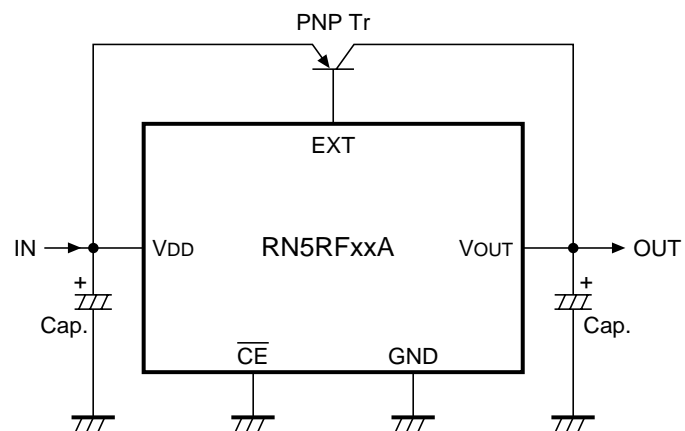 PNP Tr
EXT
IN
VDD
RN5RFxxA
VOUT
OUT
+
Cap.
+
Cap.
CE
GND